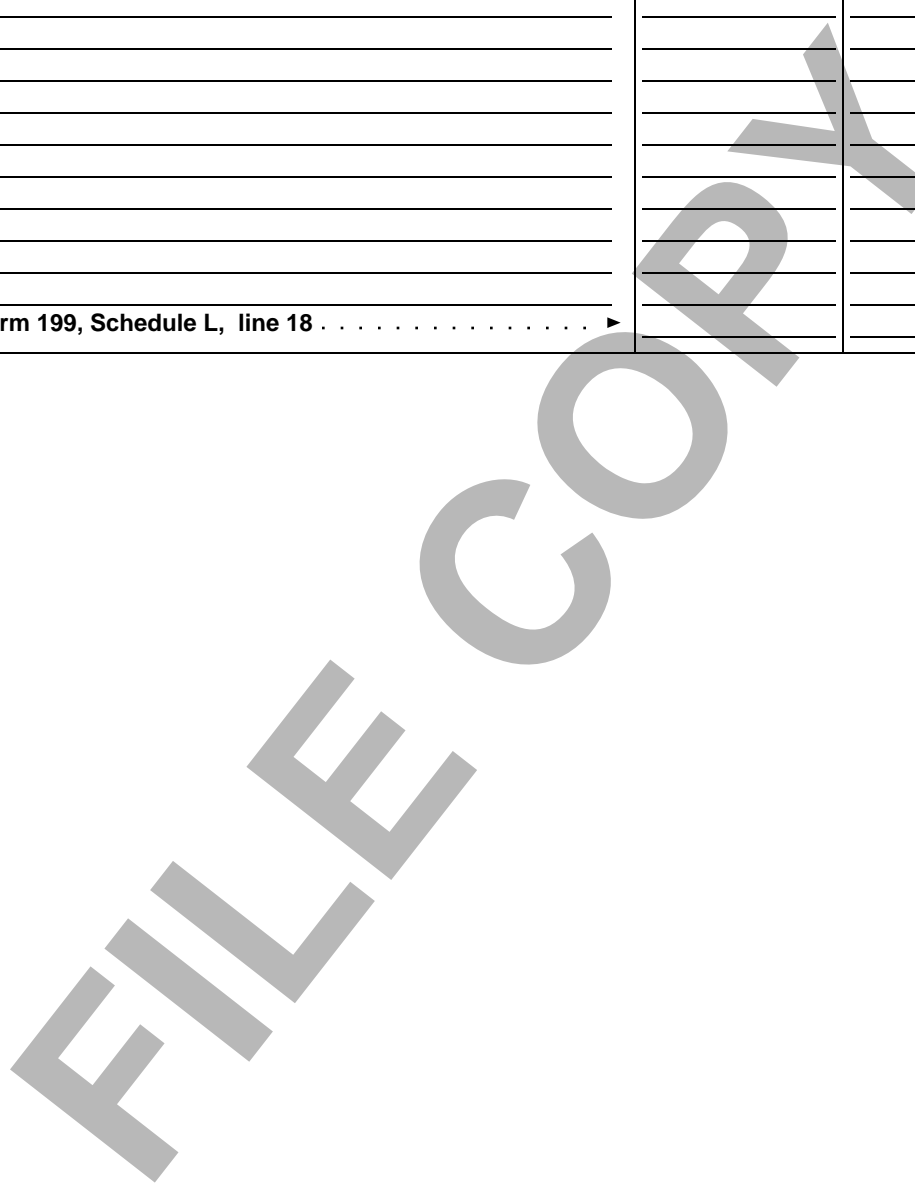 rm 199, Schedule L, line 18 . . . . . . . . . . . . . . . ►
FILE COPY